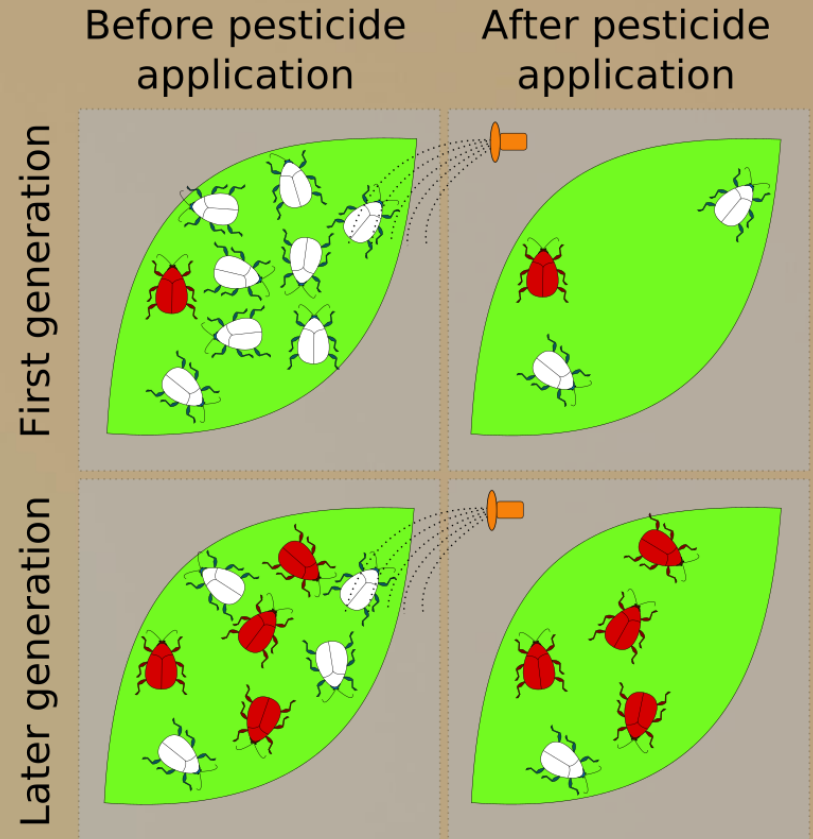 Before pesticide
application
After pesticide
application
First generation
Later generation